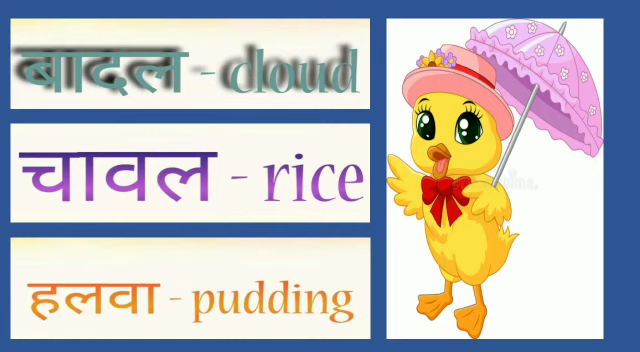 बादल - cloud
चावल - rice
हलवा - pudding